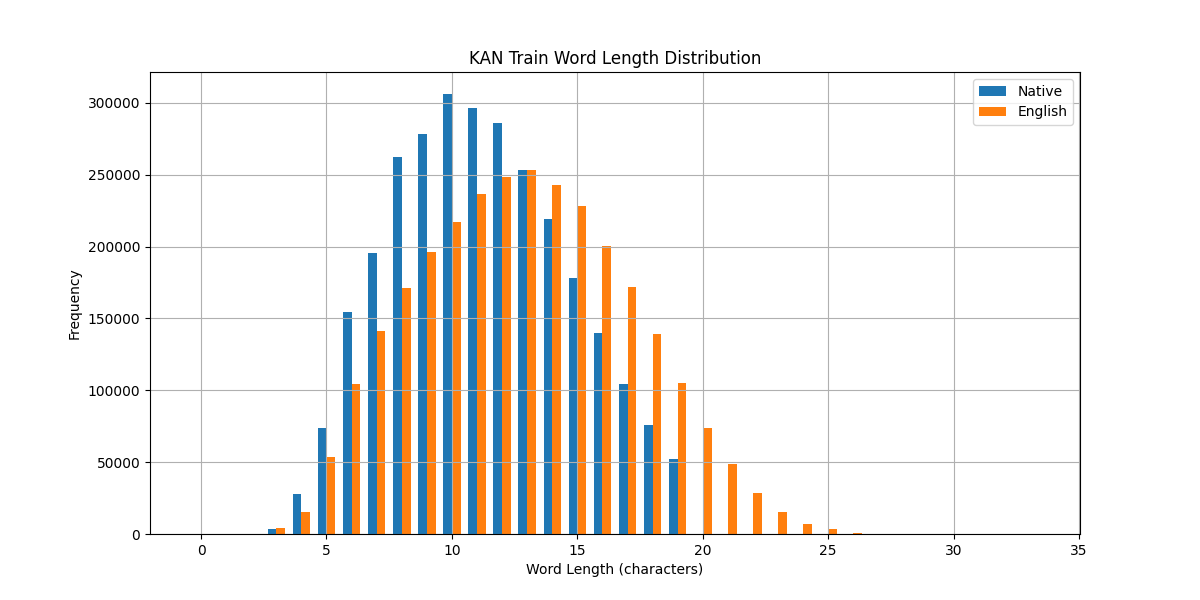 KAN Train Word Length Distribution
Native
English
300000
250000
200000
150000
100000
50000
0
Frequency
0 5 10 15 20 25 30 35
Word Length (characters)